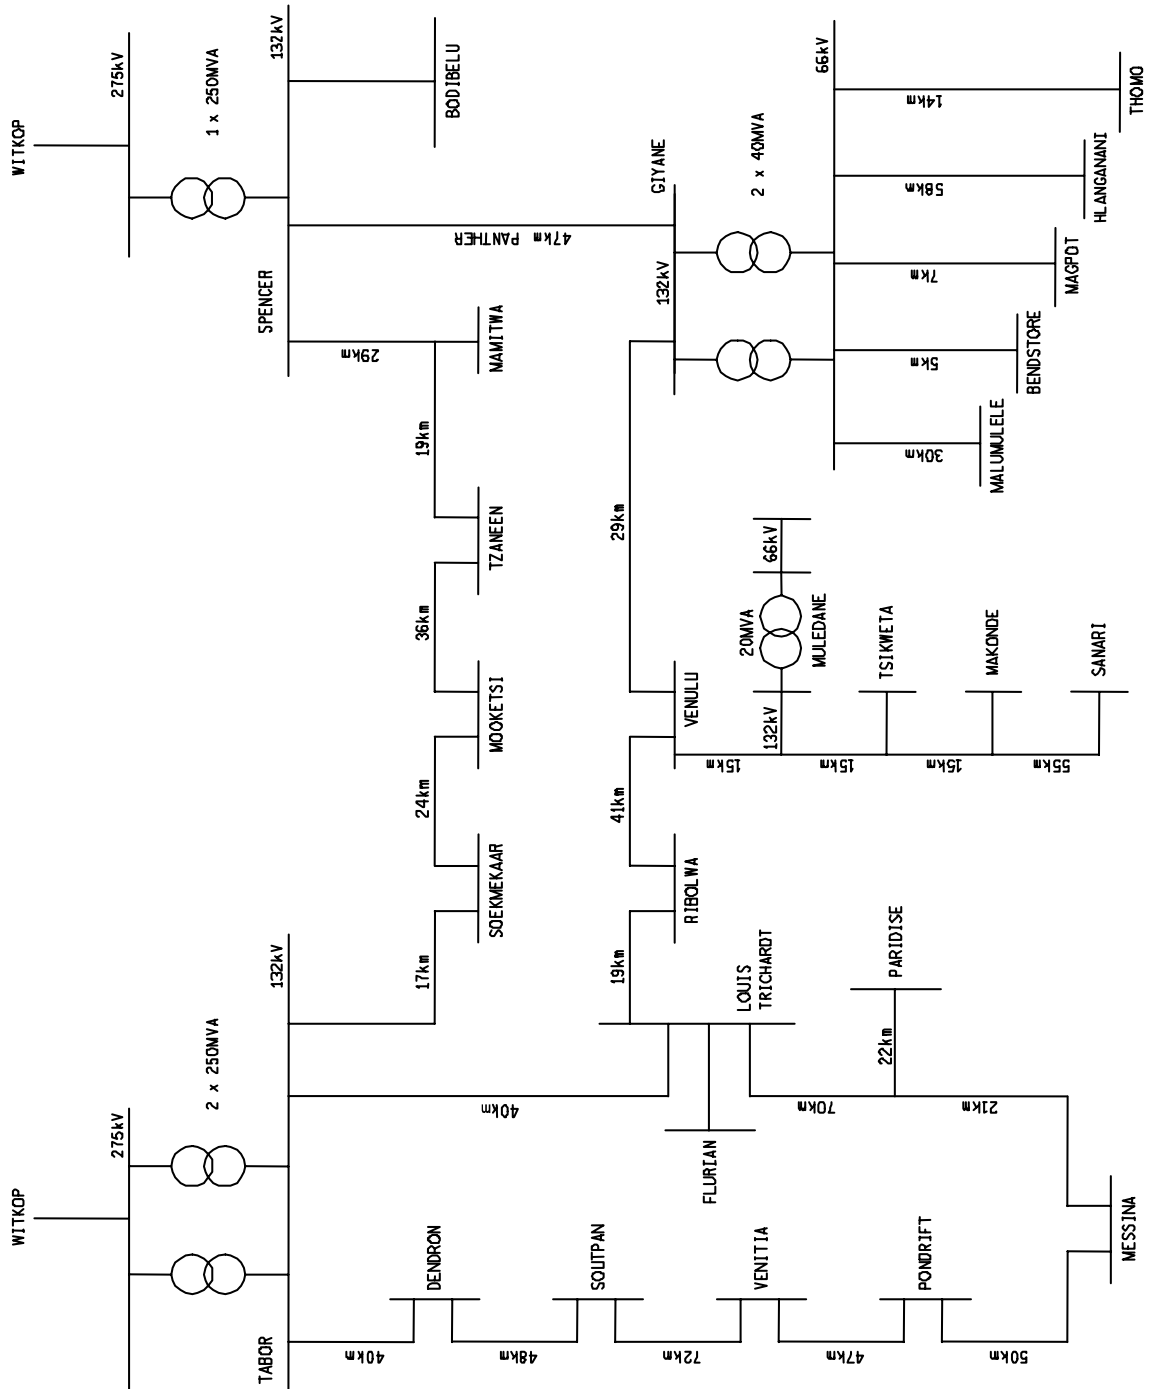 WITKOP
275kV
1 x 250MVA
132kV
BODIBELU
SPENCER
47km PANTHER
GIYANE
132kV
2 x 40MVA
66kV
14km
THOMO
58km
HLANGANANI
7km
MAGPOT
5km
BENDSTORE
30km
MALUMULELE
29km
MAMITWA
19km
TZANEEN
36km
MOOKETSI
24km
SOEKMEKAAR
17km
29km
VENULU
41km
RIBOLWA
19km
15km
132kV
20MVA
MULEDANE
66kV
15km
TSIKWETA
15km
MAKONDE
55km
SANARI
WITKOP
275kV
2 x 250MVA
132kV
TABOR
40km
LOUIS
TRICHARDT
FLURIAN
70km
22km
PARIDISE
21km
MESSINA
40km
DENDRON
48km
SOUTPAN
72km
VENITIA
47km
PONDRIFT
50km